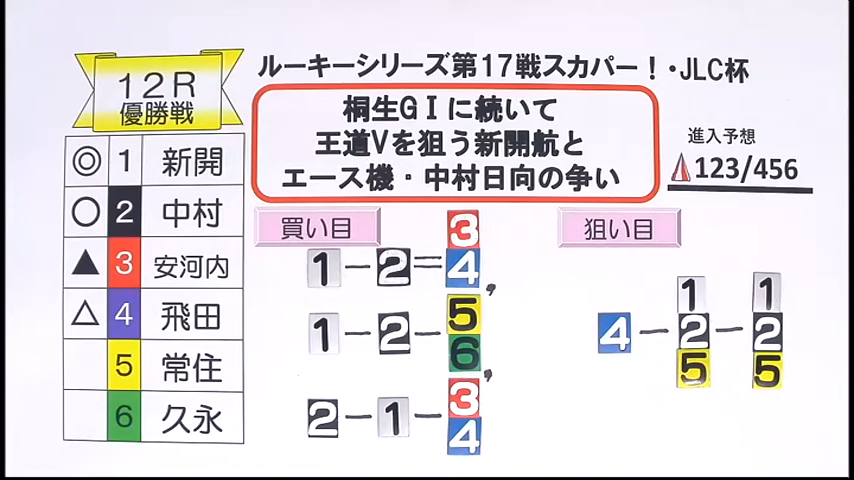 12R
優勝戦
ルーキーシリーズ第17戦スカパー！・JLC杯
桐生GⅠに続いて
王道Vを狙う新開航と
エース機・中村日向の争い
進入予想
123/456
◎ 1 新開
○ 2 中村
▲ 3 安河内
△ 4 飛田
5 常住
6 久永
買い目
1－2＝3 4，
1－2－5 6，
2－1－3 4
狙い目
4－1 2 5－1 2 5